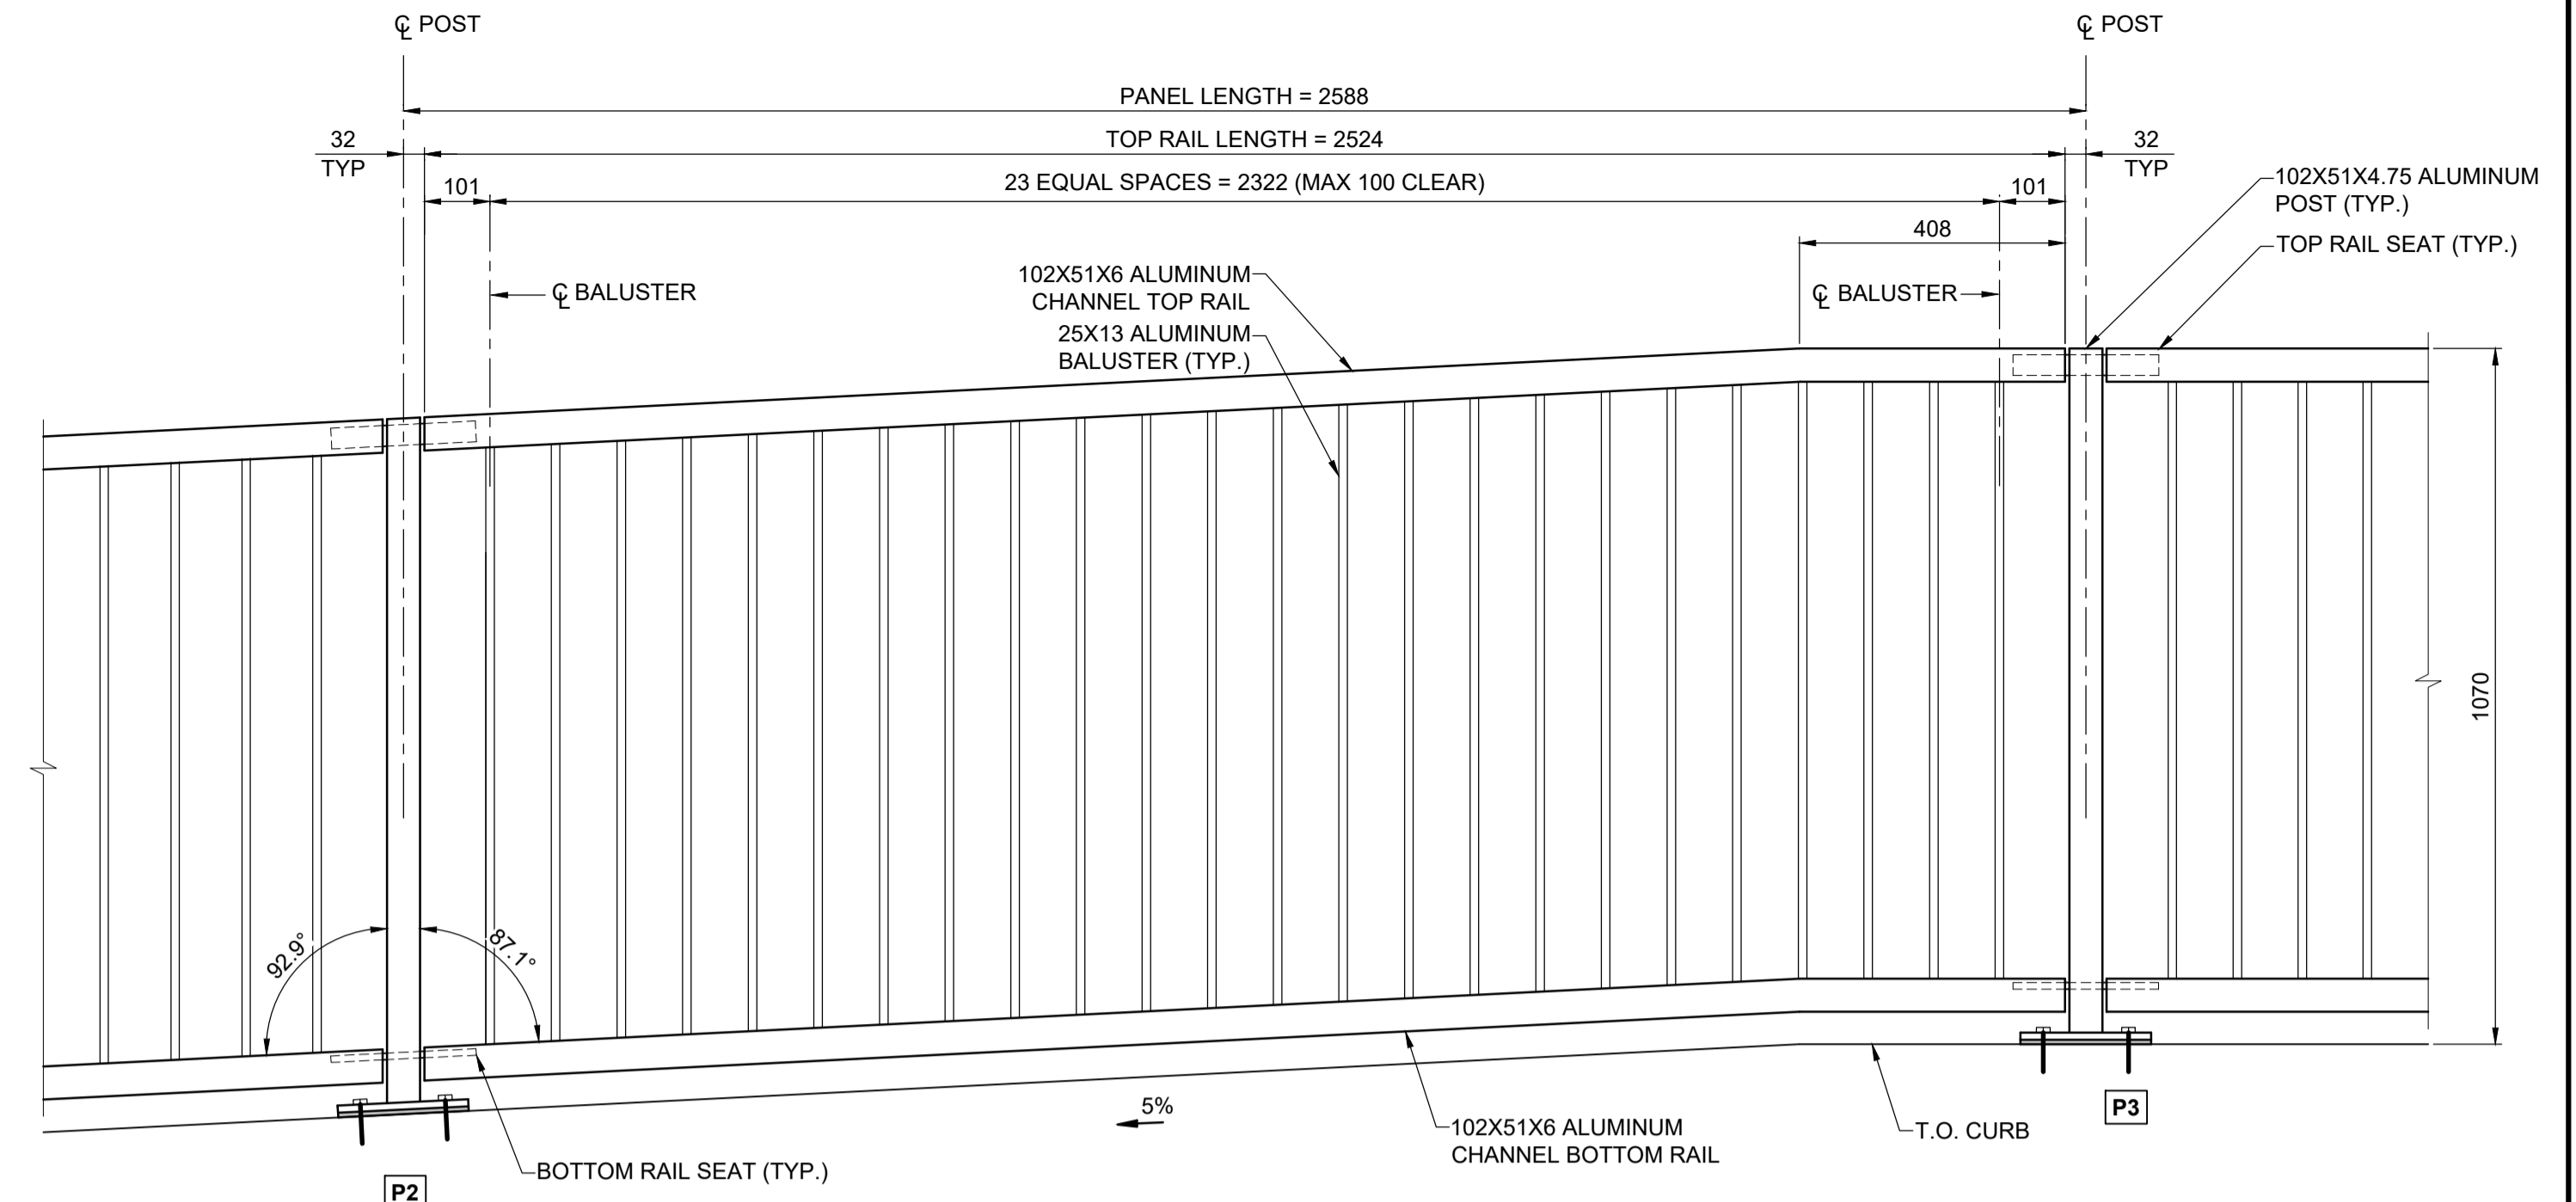 ℄ POST
℄ POST
PANEL LENGTH = 2588
32
TYP
TOP RAIL LENGTH = 2524
32
TYP
101
23 EQUAL SPACES = 2322 (MAX 100 CLEAR)
101
102X51X4.75 ALUMINUM
POST (TYP.)
408
TOP RAIL SEAT (TYP.)
102X51X6 ALUMINUM
CHANNEL TOP RAIL
℄ BALUSTER
℄ BALUSTER
25X13 ALUMINUM
BALUSTER (TYP.)
1070
92.9°
87.1°
5%
P3
102X51X6 ALUMINUM
CHANNEL BOTTOM RAIL
T.O. CURB
BOTTOM RAIL SEAT (TYP.)
P2